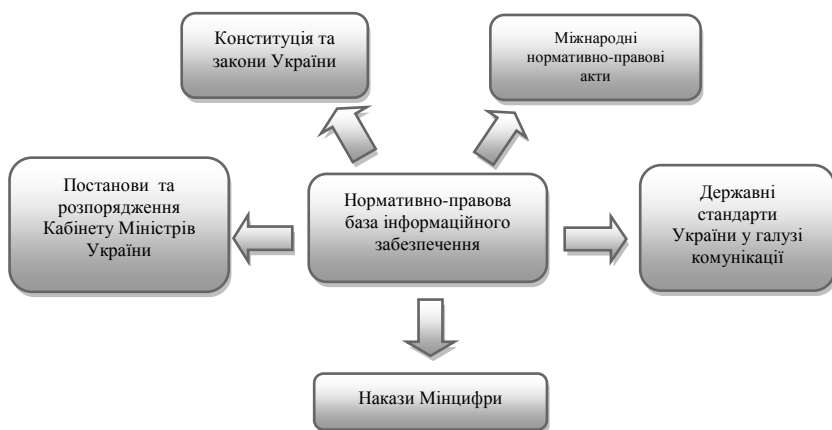 Конституція та
закони України
Міжнародні
нормативно-правові
акти
Постанови та
розпорядження
Кабінету Міністрів
України
Нормативно-правова
база інформаційного
забезпечення
Державні
стандарти
України у галузі
комунікації
Накази Мінцифри